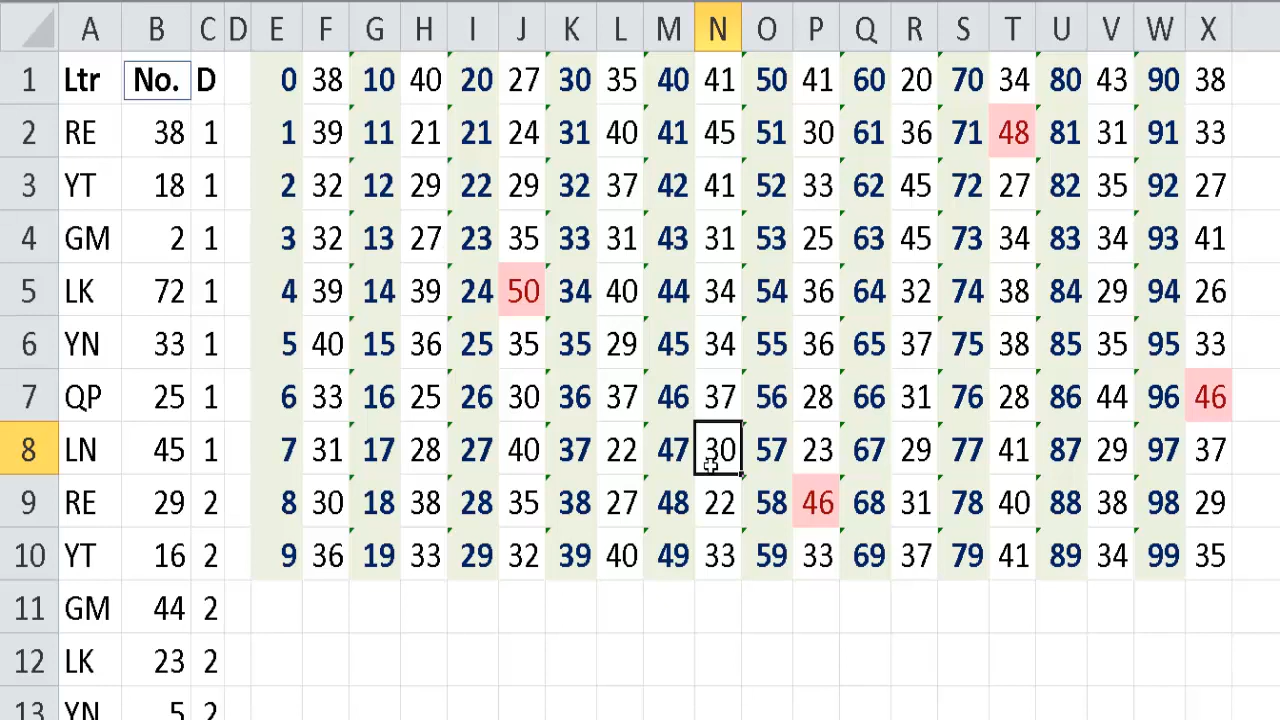 A B C D E F G H I J K L M N O P Q R S T U V W X
1 Ltr No. D 0 38 10 40 20 27 30 35 40 41 50 41 60 20 70 34 80 43 90 38
2 RE 38 1 1 39 11 21 21 24 31 40 41 45 51 30 61 36 71 48 81 31 91 33
3 YT 18 1 2 32 12 29 22 29 32 37 42 41 52 33 62 45 72 27 82 35 92 27
4 GM 2 1 3 32 13 27 23 35 33 31 43 31 53 25 63 45 73 34 83 34 93 41
5 LK 72 1 4 39 14 39 24 50 34 40 44 34 54 36 64 32 74 38 84 29 94 26
6 YN 33 1 5 40 15 36 25 35 35 29 45 34 55 36 65 37 75 38 85 35 95 33
7 QP 25 1 6 33 16 25 26 30 36 37 46 37 56 28 66 31 76 28 86 44 96 46
8 LN 45 1 7 31 17 28 27 40 37 22 47 30 57 23 67 29 77 41 87 29 97 37
9 RE 29 2 8 30 18 38 28 35 38 27 48 22 58 46 68 31 78 40 88 38 98 29
10 YT 16 2 9 36 19 33 29 32 39 40 49 33 59 33 69 37 79 41 89 34 99 35
11 GM 44 2
12 LK 23 2
13 YN 5 2